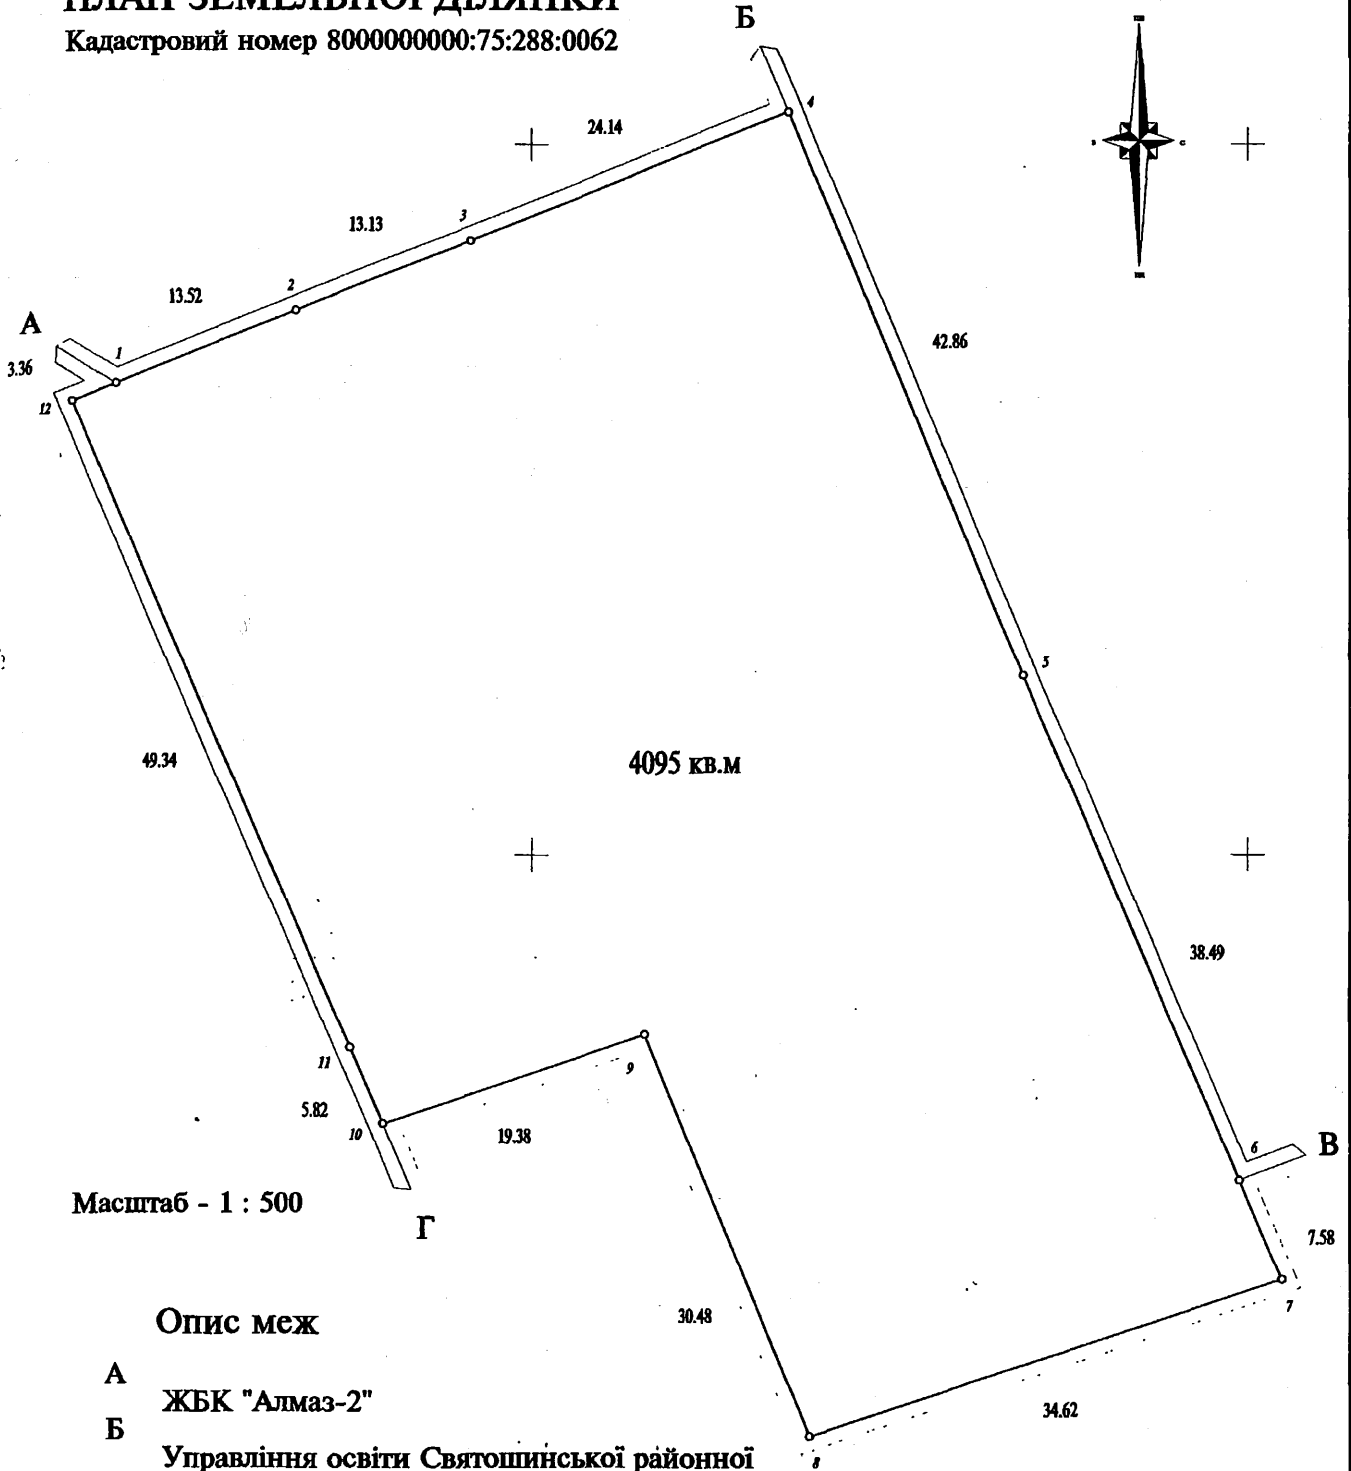 ПЛАН ЗЕМЕЛЬНОЇ ДІЛЯНКИ
Кадастровий номер 8000000000:75:288:0062
Б
4
24.14
3
13.13
2
13.52
А
1
3.36
12
42.86
5
49.34
4095 кв.м
38.49
11
9
5.82
10
19.38
6
В
Масштаб - 1 : 500
Г
7.58
7
Опис меж
30.48
А
ЖБК "Алмаз-2"
34.62
Б
Управління освіти Святошинської районної
8